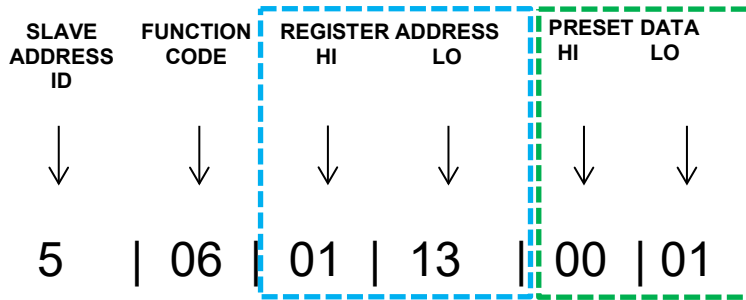 SLAVE ADDRESS ID
FUNCTION CODE
REGISTER ADDRESS
HI LO
PRESET DATA
HI LO
5 | 06 | 01 | 13 | 00 | 01